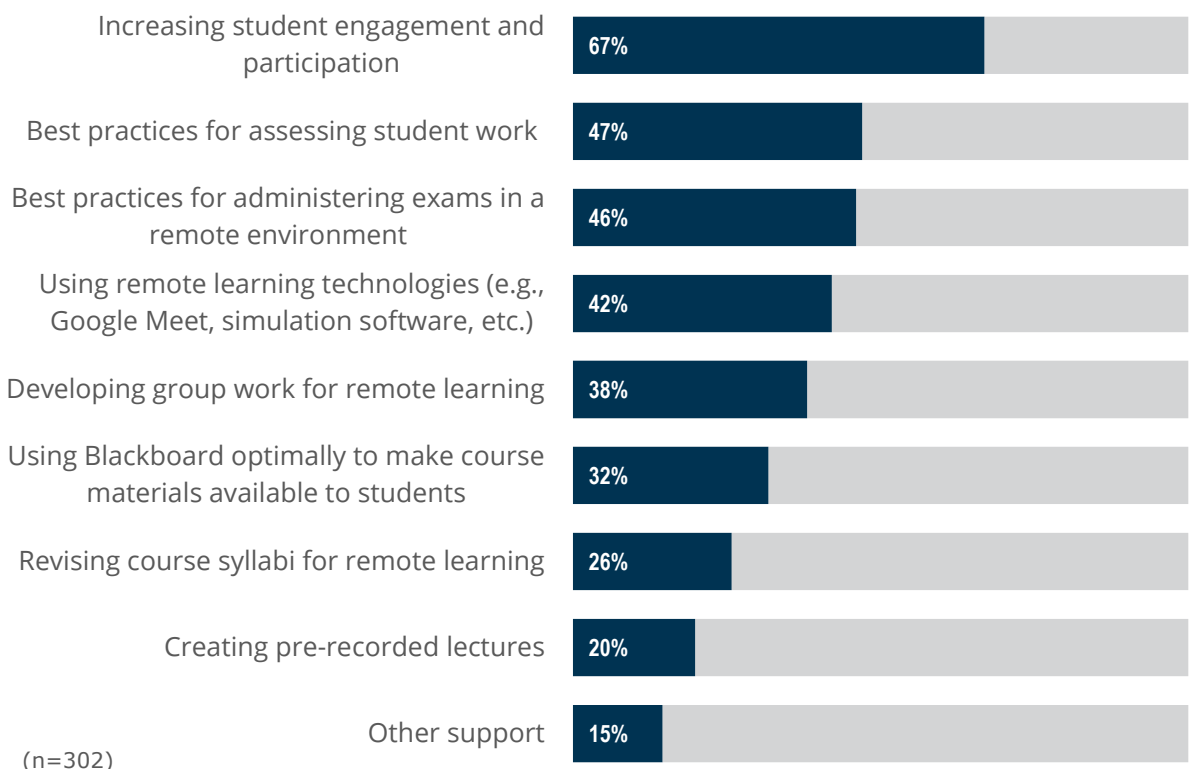 Increasing student engagement and
participation
67%
Best practices for assessing student work
47%
Best practices for administering exams in a
remote environment
46%
Using remote learning technologies (e.g.,
Google Meet, simulation software, etc.)
42%
Developing group work for remote learning
38%
Using Blackboard optimally to make course
materials available to students
32%
Revising course syllabi for remote learning
26%
Creating pre-recorded lectures
20%
Other support
15%
(n=302)